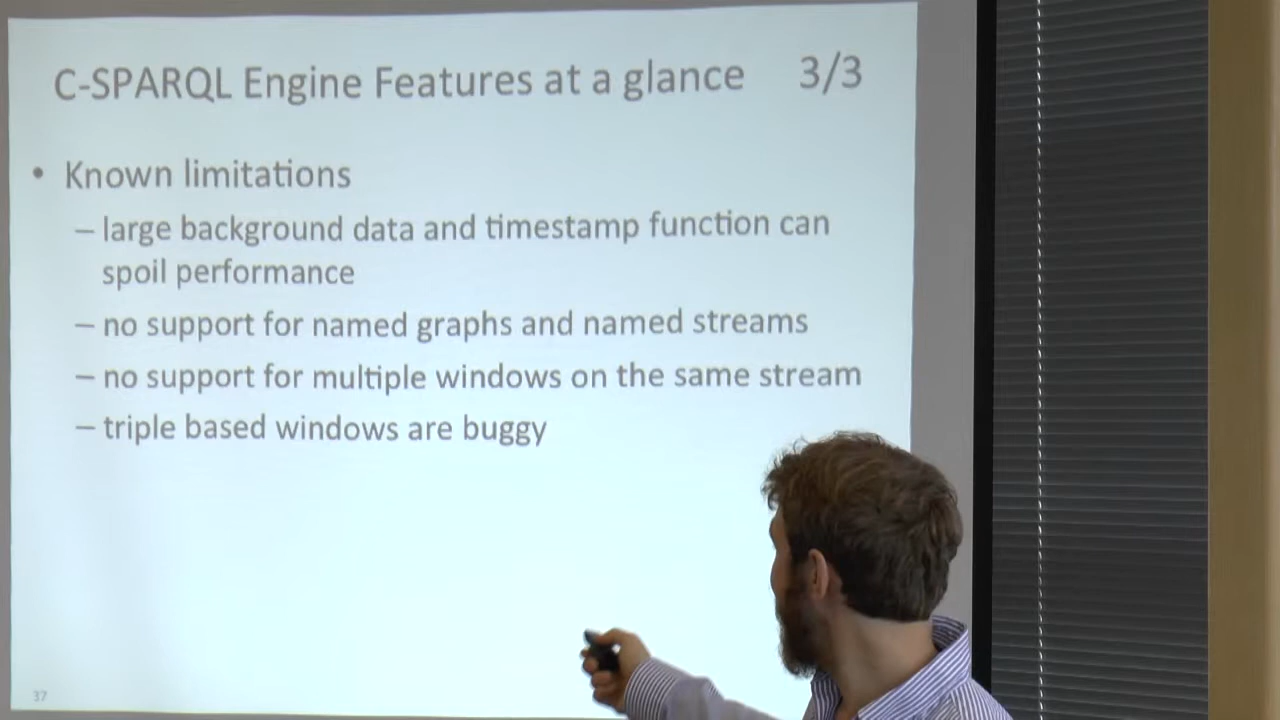 C-SPARQL Engine Features at a glance 3/3
• Known limitations
– large background data and timestamp function can
spoil performance
– no support for named graphs and named streams
– no support for multiple windows on the same stream
– triple based windows are buggy
37